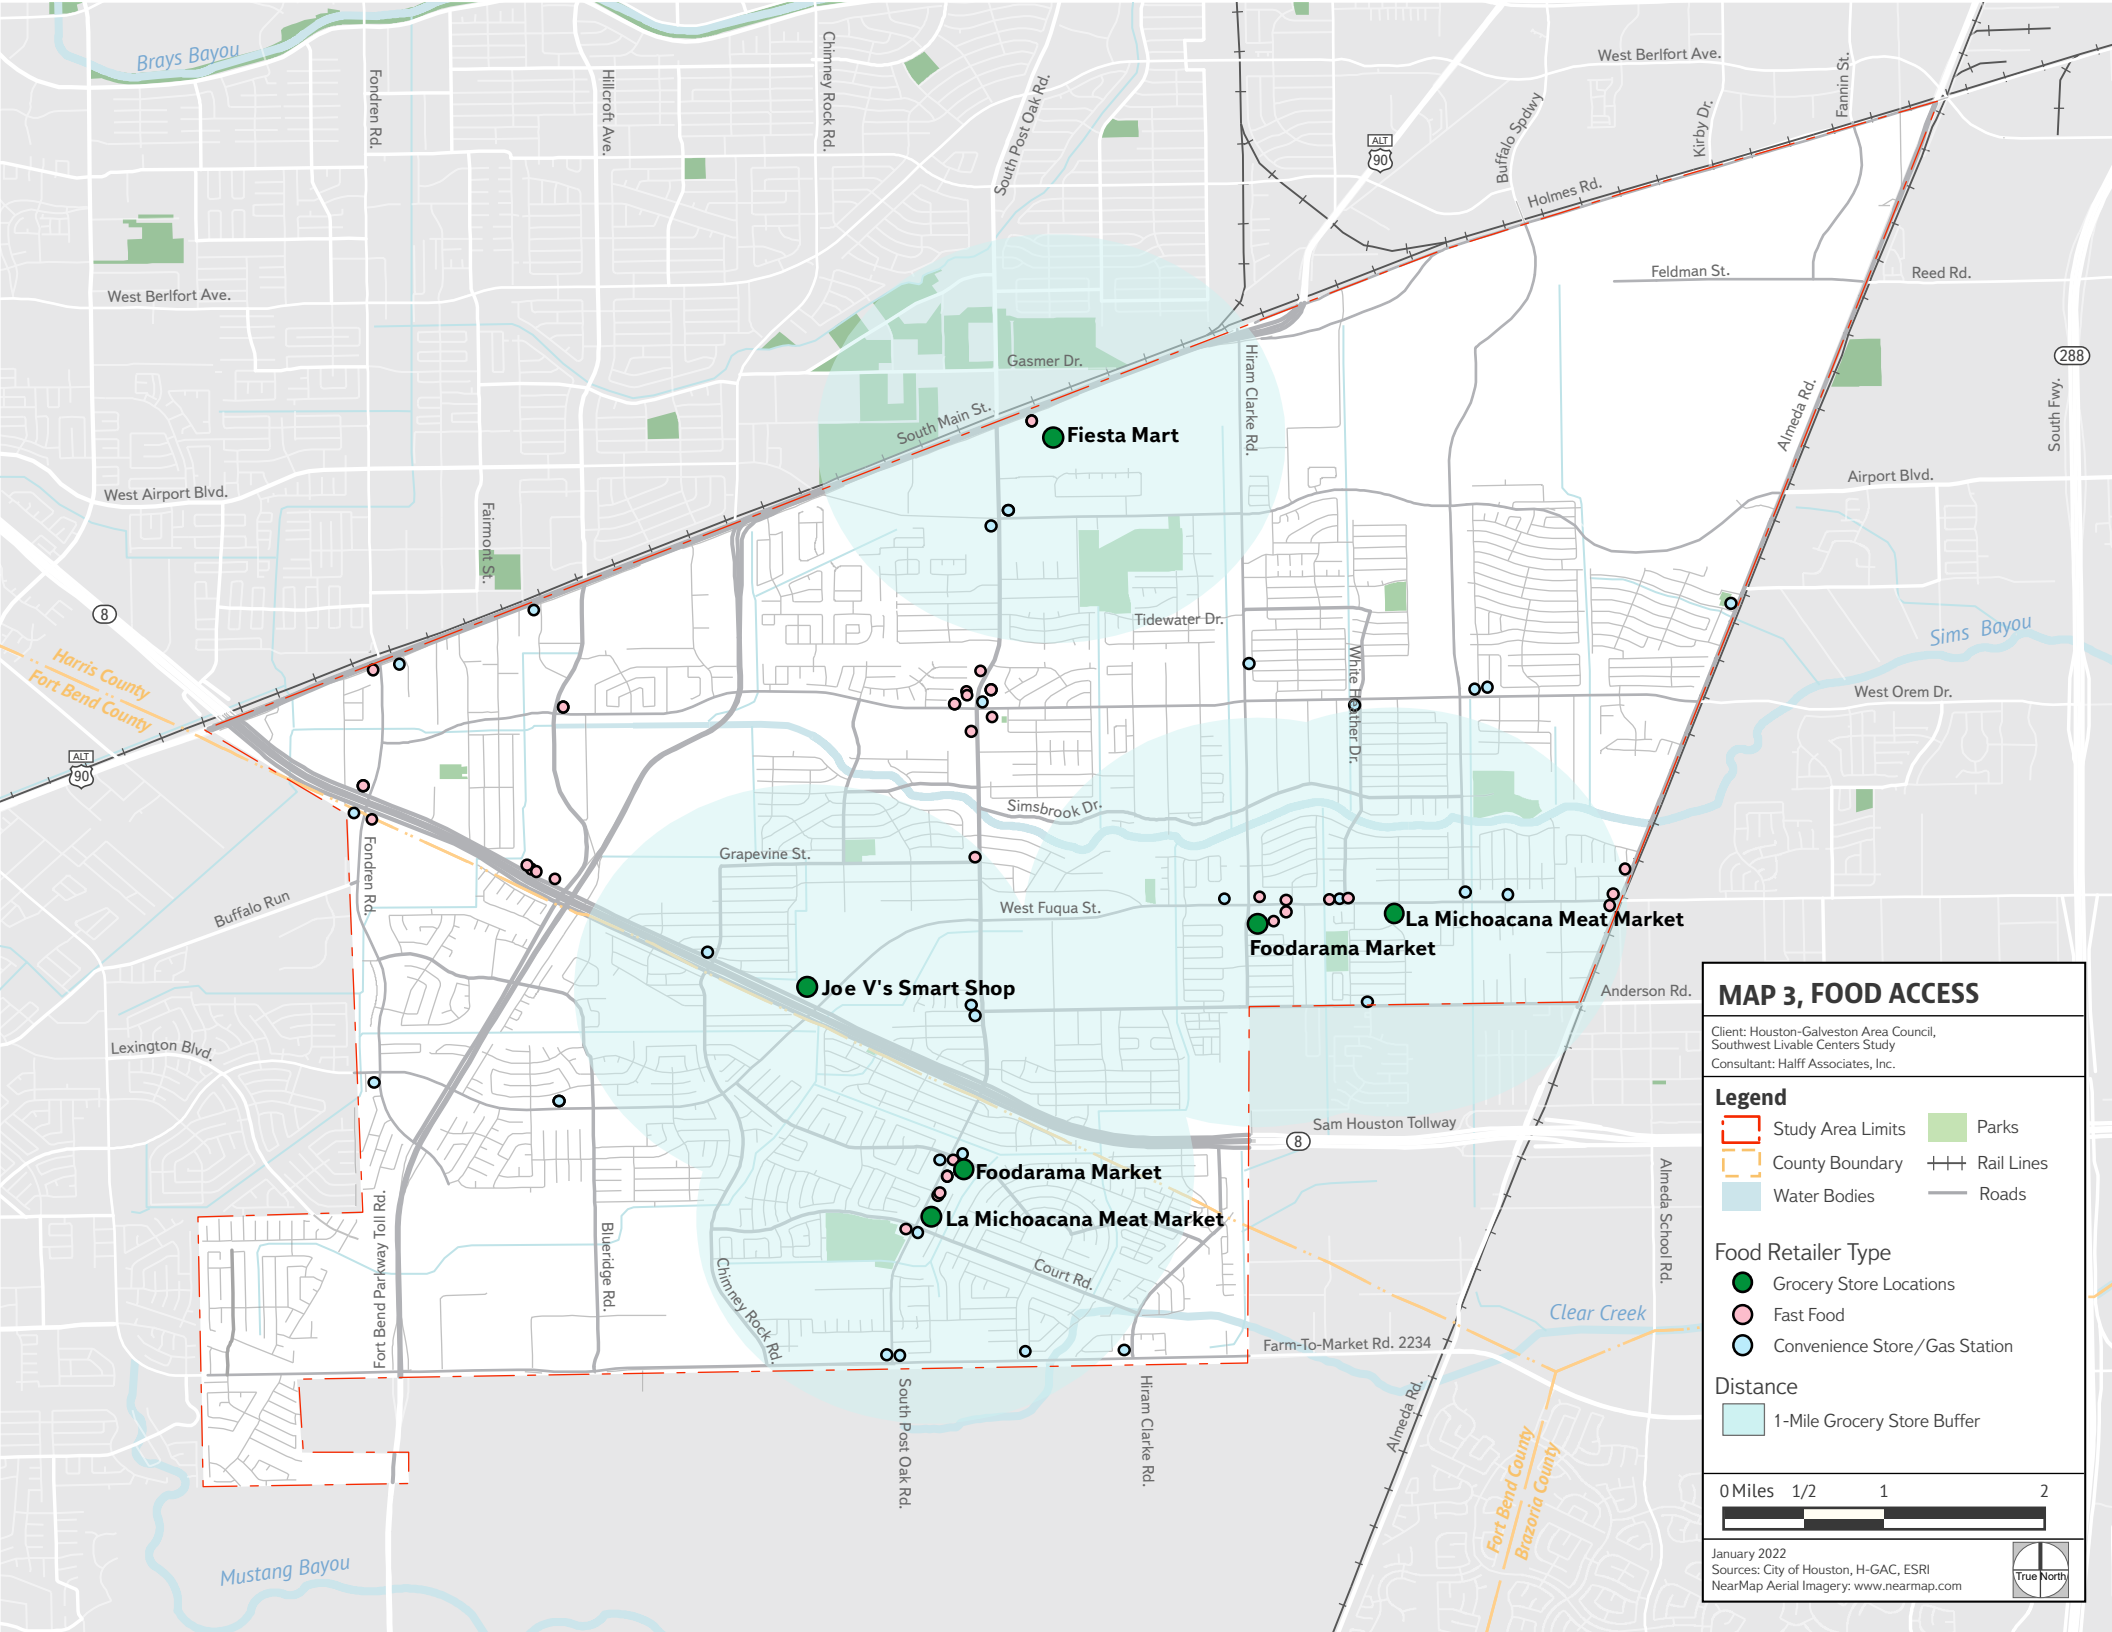 Brays Bayou
Fondren Rd.
Hillcroft Ave.
Chimney Rock Rd.
South Post Oak Rd.
ALT
90
Buffalo Spdwy
West Berlfort Ave.
Kirby Dr.
Fannin St.
Holmes Rd.
Feldman St.
Reed Rd.
West Berlfort Ave.
288
South Fwy.
Gasmer Dr.
Hiram Clarke Rd.
South Main St.
Fiesta Mart
Almeda Rd.
Airport Blvd.
West Airport Blvd.
Fairmont St.
8
Harris County
Fort Bend County
Tidewater Dr.
White Heather Dr.
Sims Bayou
West Orem Dr.
ALT
90
Simsbrook Dr.
Grapevine St.
Fondren Rd.
Buffalo Run
West Fuqua St.
La Michoacana Meat Market
Foodarama Market
Joe V's Smart Shop
Anderson Rd.
Lexington Blvd.
Sam Houston Tollway
8
Foodarama Market
La Michoacana Meat Market
Fort Bend Parkway Toll Rd.
Blueridge Rd.
Chimney Rock Rd.
Court Rd.
Almeda School Rd.
Clear Creek
Farm-To-Market Rd. 2234
South Post Oak Rd.
Hiram Clarke Rd.
Almeda Rd.
Fort Bend County
Brazoria County
Mustang Bayou
MAP 3, FOOD ACCESS
Client: Houston-Galveston Area Council,
Southwest Livable Centers Study
Consultant: Halff Associates, Inc.
Legend
Study Area Limits
Parks
County Boundary
Rail Lines
Water Bodies
Roads
Food Retailer Type
Grocery Store Locations
Fast Food
Convenience Store/Gas Station
Distance
1-Mile Grocery Store Buffer
0 Miles 1/2 1 2
January 2022
Sources: City of Houston, H-GAC, ESRI
NearMap Aerial Imagery: www.nearmap.com
True North